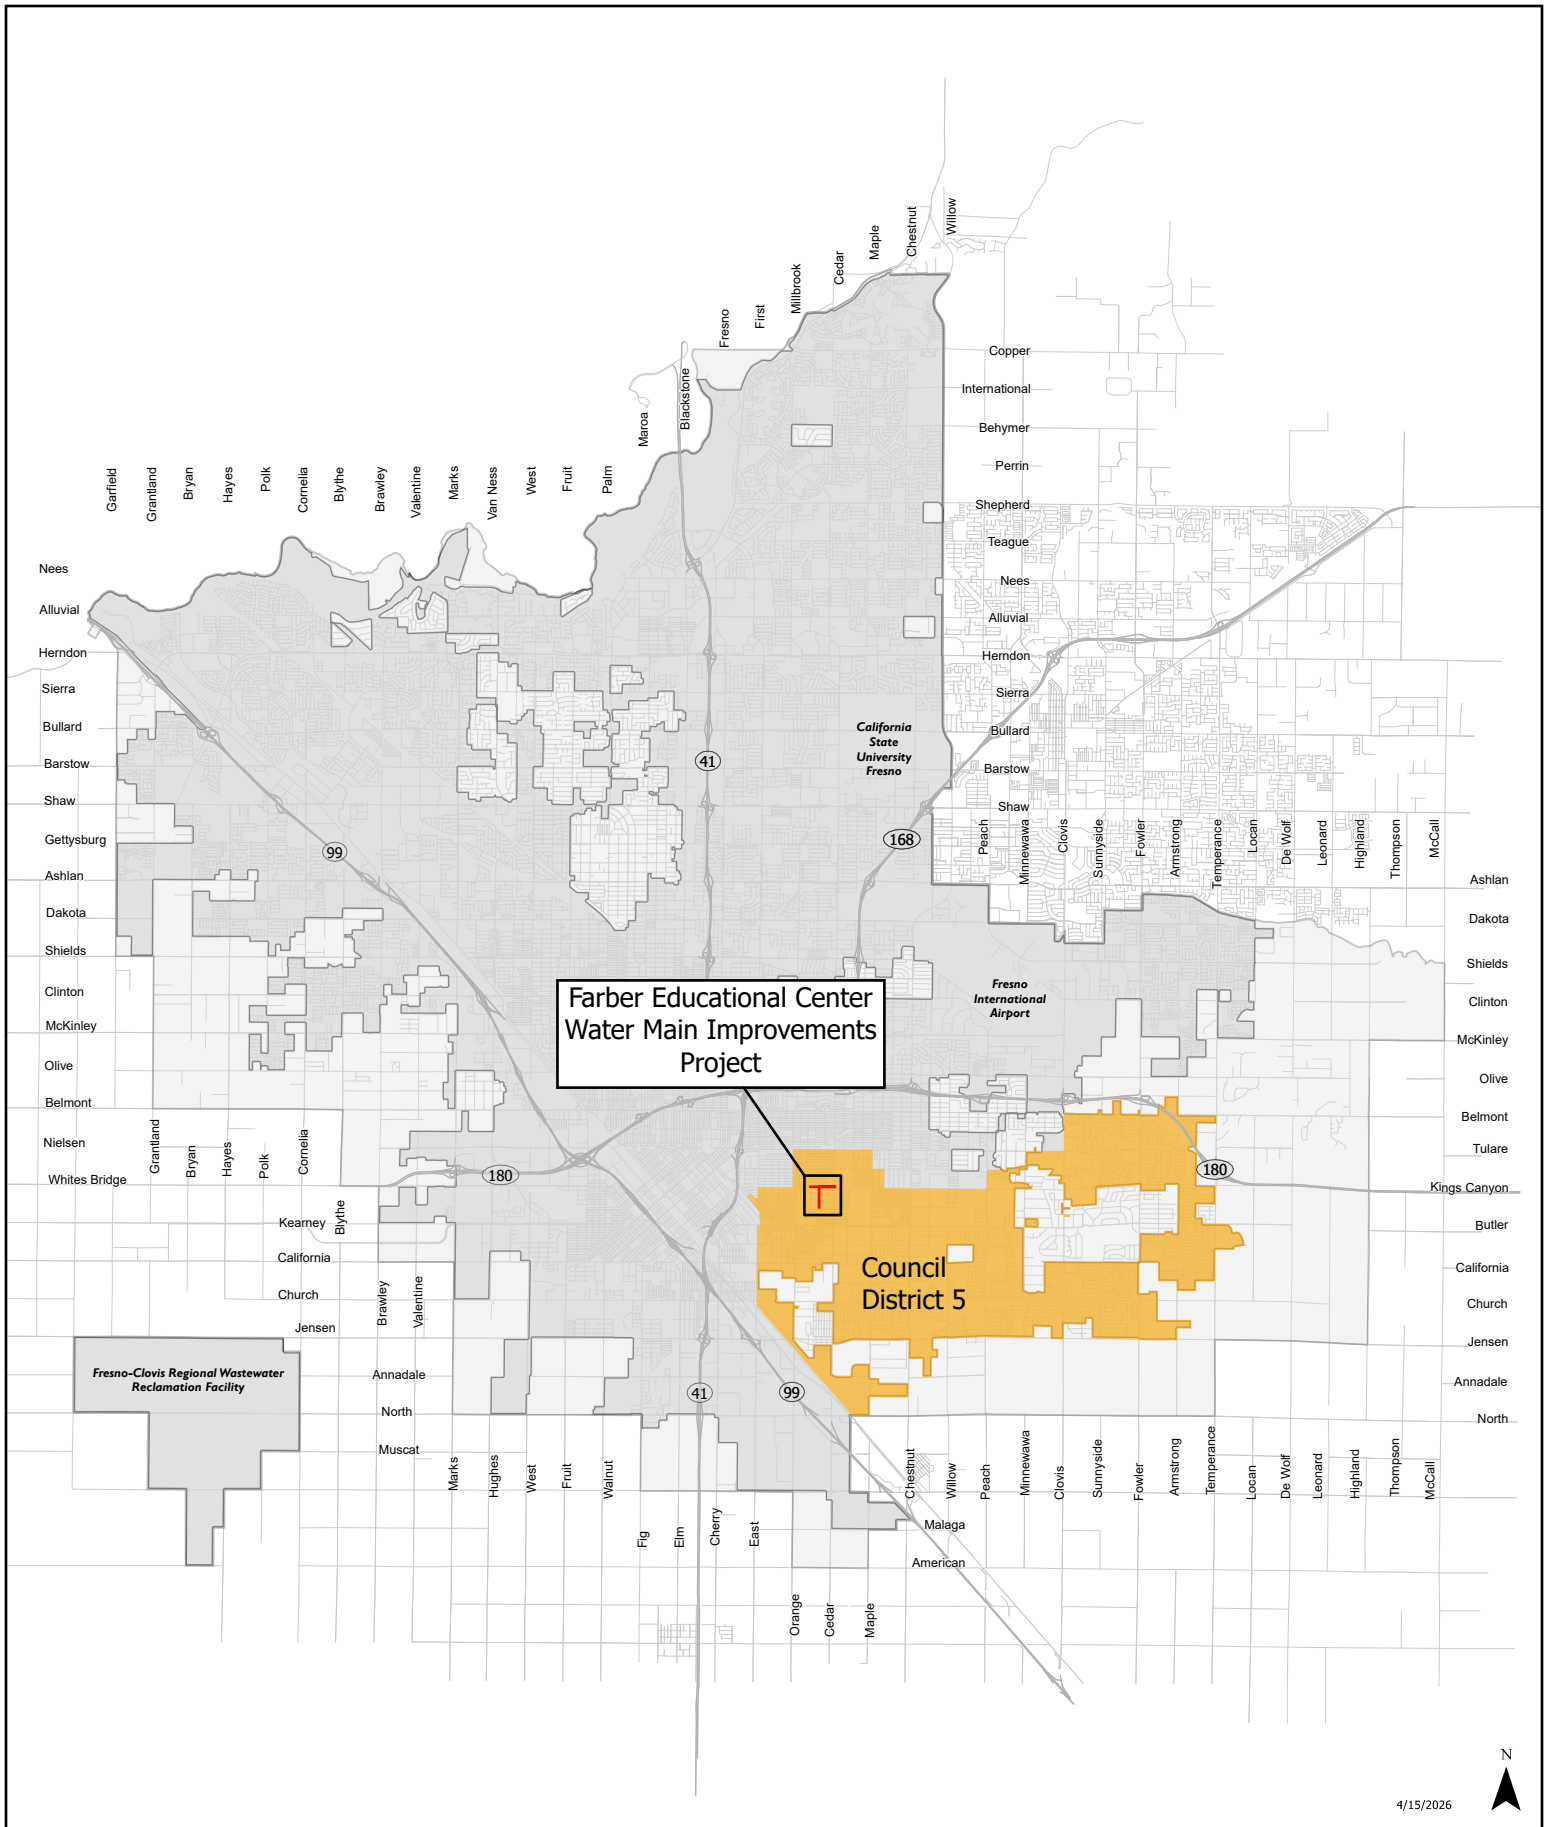 Willow
Chestnut
Maple
Cedar
Millbrook
First
Fresno
Blackstone
Maroa
Copper
International
Behymer
Perrin
Shepherd
Teague
Nees
Alluvial
Herndon
Sierra
Bullard
Barstow
Shaw
Garfield
Grantland
Bryan
Hayes
Polk
Cornelia
Blythe
Brawley
Valentine
Marks
Van Ness
West
Fruit
Palm
Nees
Alluvial
Herndon
Sierra
Bullard
Barstow
Shaw
Gettysburg
Ashlan
Dakota
Shields
Clinton
McKinley
Olive
Belmont
Nielsen
Whites Bridge
California
State
University
Fresno
41
168
99
Peach
Minnewawa
Clovis
Sunnyside
Fowler
Armstrong
Temperance
Locan
De Wolf
Leonard
Highland
Thompson
McCall
Ashlan
Dakota
Shields
Clinton
McKinley
Olive
Belmont
Tulare
Kings Canyon
Butler
California
Church
Jensen
Annadale
North
Fresno
International
Airport
Farber Educational Center
Water Main Improvements
Project
180
180
Grantland
Bryan
Hayes
Polk
Cornelia
Blythe
Kearney
California
Church
Jensen
Brawley
Valentine
Annadale
North
Muscat
Council
District 5
Fresno-Clovis Regional Wastewater
Reclamation Facility
41
99
Marks
Hughes
West
Fruit
Walnut
Fig
Elm
Cherry
East
Orange
Cedar
Maple
Chestnut
Willow
Peach
Minnewawa
Clovis
Sunnyside
Fowler
Armstrong
Temperance
Locan
De Wolf
Leonard
Highland
Thompson
McCall
Malaga
American
N
4/15/2026